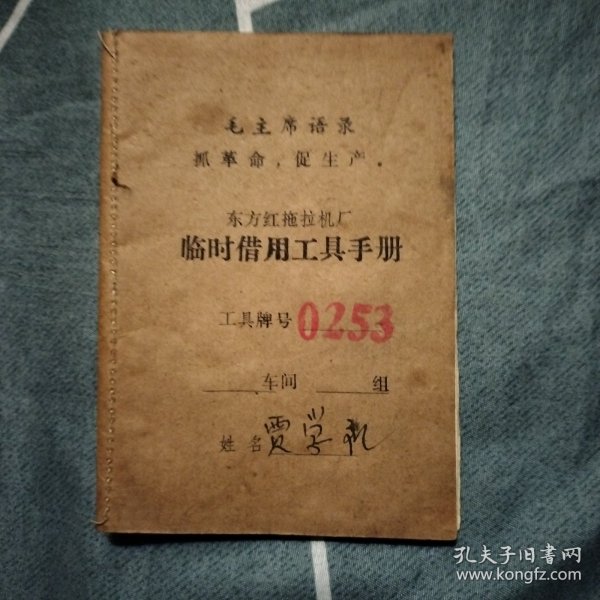 毛主席语录
抓革命，促生产。
东方红拖拉机厂
临时借用工具手册
工具牌号 0253
车间 组
姓名 贾学礼
孔夫子旧书网
www.kongfz.com